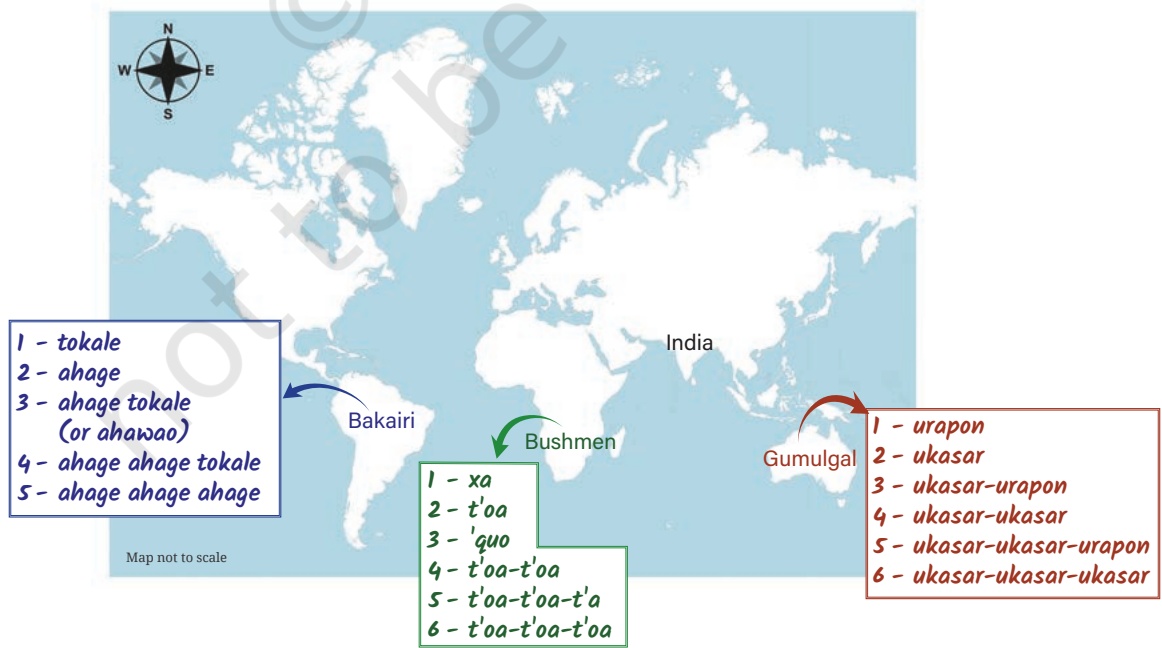 ©
not to be
N
W
E
S
India
1 - tokale
2 - ahage
3 - ahage tokale
(or ahawao)
4 - ahage ahage tokale
5 - ahage ahage ahage
Bakairi
Bushmen
1 - xa
2 - t'oa
3 - 'quo
4 - t'oa-t'oa
5 - t'oa-t'oa-t'a
6 - t'oa-t'oa-t'oa
Gumulgal
1 - urapon
2 - ukasar
3 - ukasar-urapon
4 - ukasar-ukasar
5 - ukasar-ukasar-urapon
6 - ukasar-ukasar-ukasar
Map not to scale